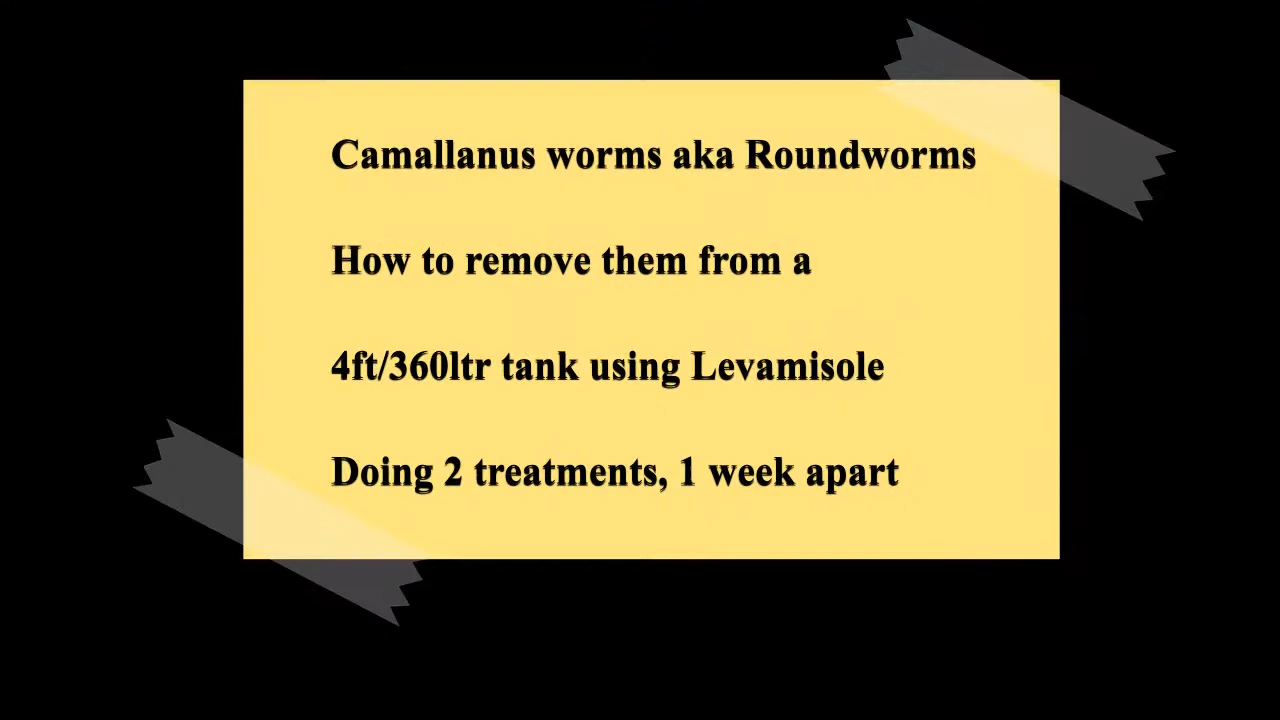 Camallanus worms aka Roundworms
How to remove them from a
4ft/360ltr tank using Levamisole
Doing 2 treatments, 1 week apart